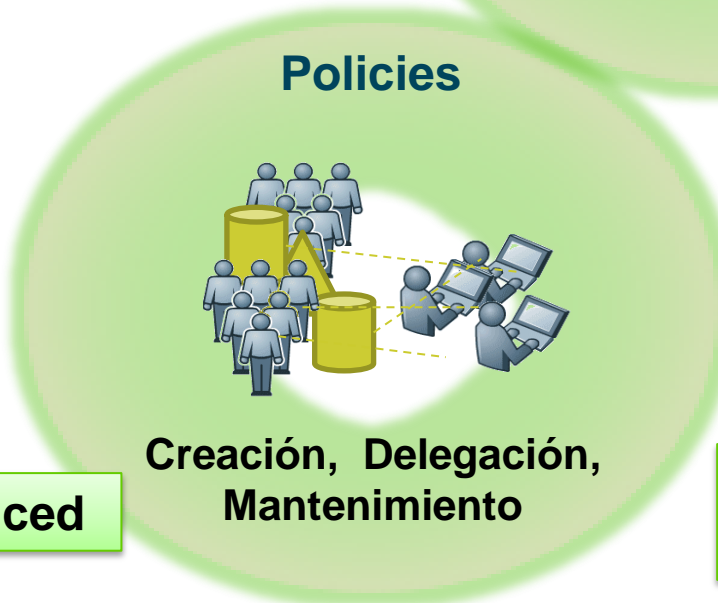 Policies
Creación, Delegación,
Mantenimiento
ced